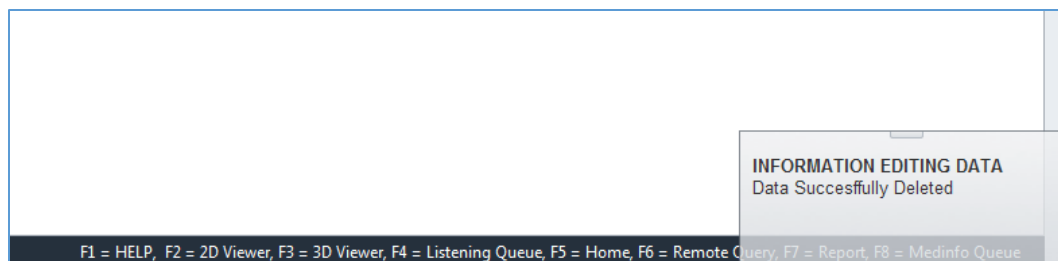 INFORMATION EDITING DATA
Data Succesffully Deleted
F1 = HELP, F2 = 2D Viewer, F3 = 3D Viewer, F4 = Listening Queue, F5 = Home, F6 = Remote Query, F7 = Report, F8 = Medinfo Queue